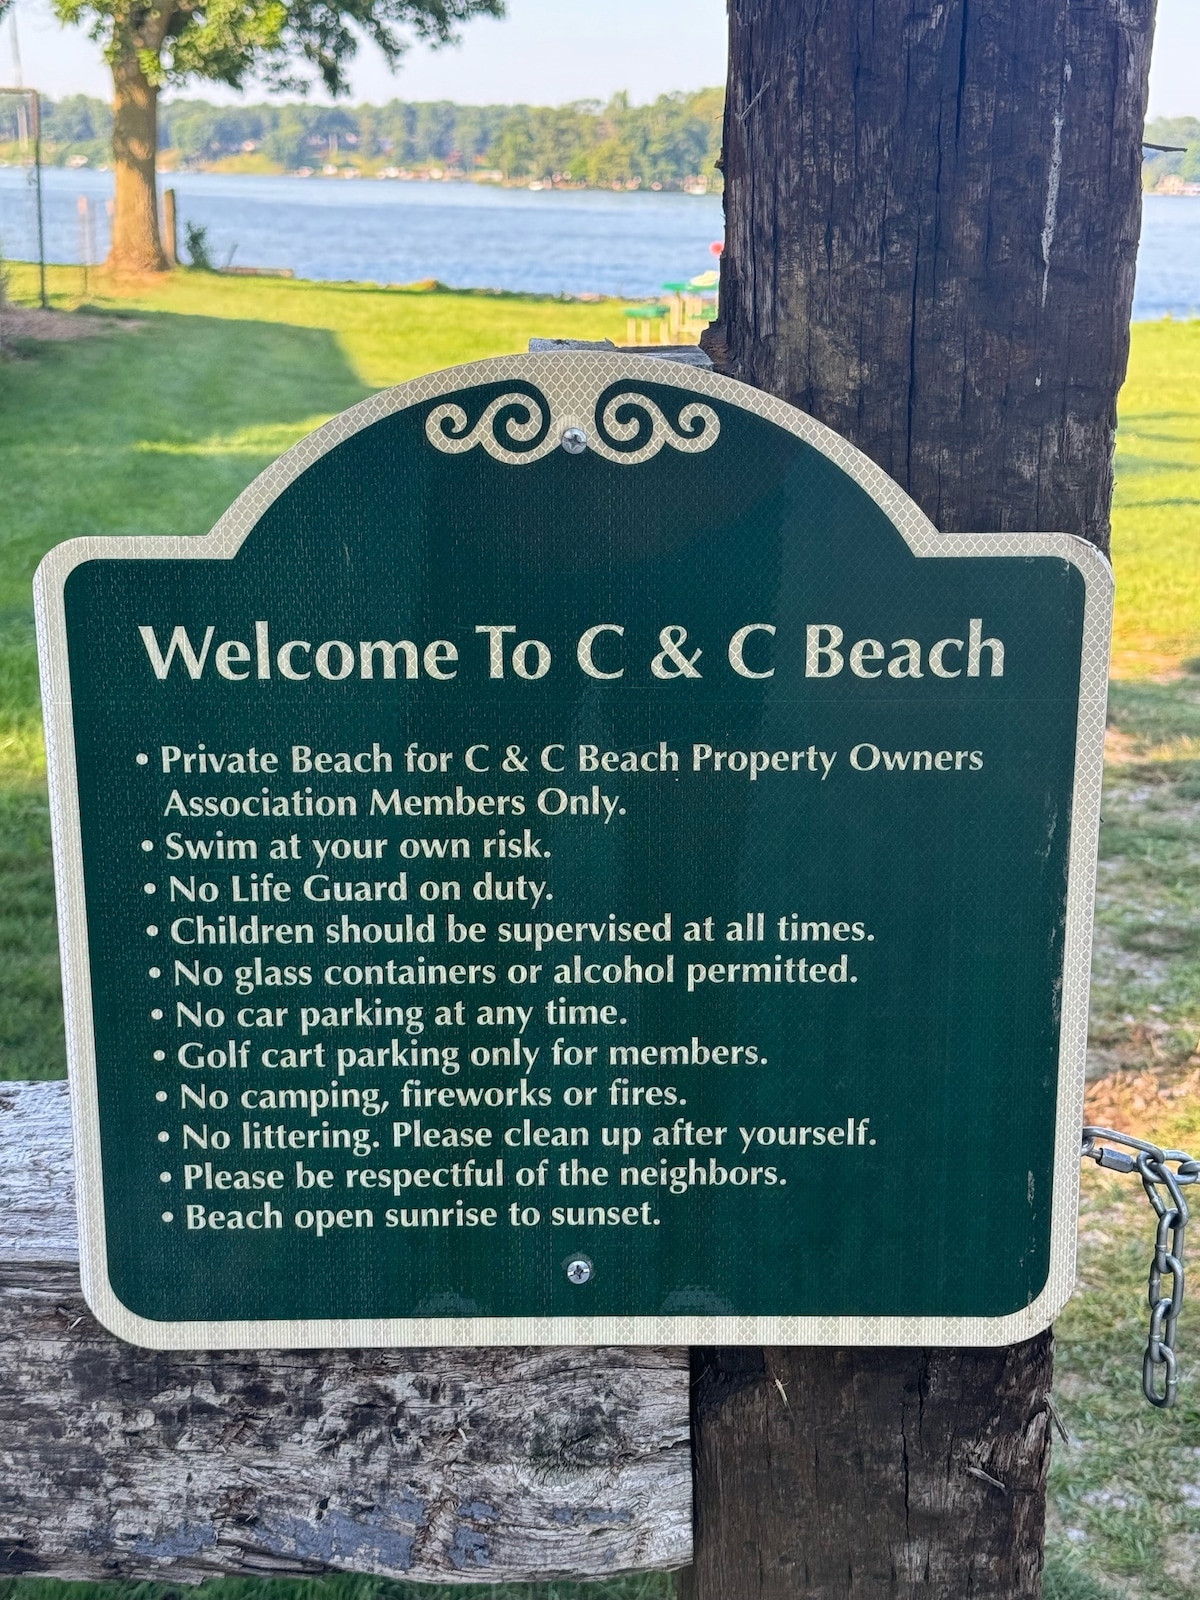 Welcome To C & C Beach
• Private Beach for C & C Beach Property Owners
Association Members Only.
• Swim at your own risk.
• No Life Guard on duty.
• Children should be supervised at all times.
• No glass containers or alcohol permitted.
• No car parking at any time.
• Golf cart parking only for members.
• No camping, fireworks or fires.
• No littering. Please clean up after yourself.
• Please be respectful of the neighbors.
• Beach open sunrise to sunset.